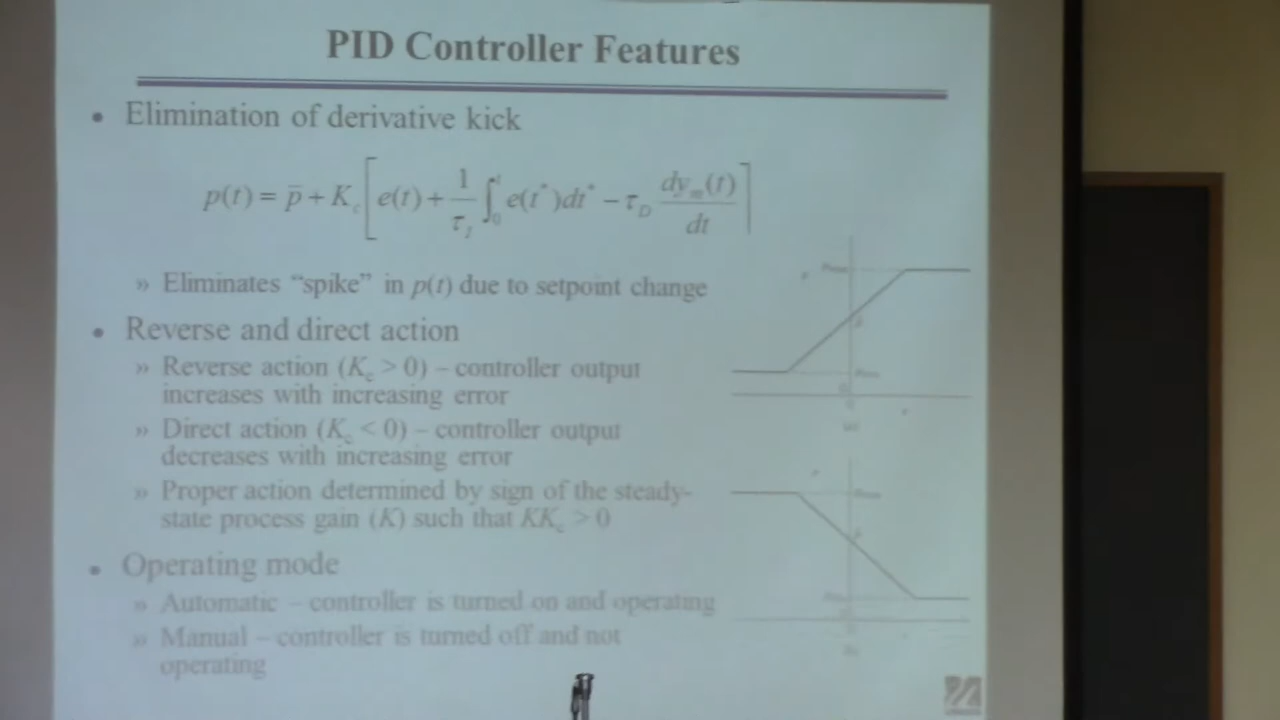 PID Controller Features
• Elimination of derivative kick
p(t) = p̄ + K_c [ e(t) + 1/τ_I ∫_0^t e(t*)dt* − τ_D dy_m(t)/dt ]
» Eliminates “spike” in p(t) due to setpoint change
• Reverse and direct action
» Reverse action (K_c > 0) – controller output
increases with increasing error
» Direct action (K_c < 0) – controller output
decreases with increasing error
» Proper action determined by sign of the steady-
state process gain (K) such that KK_c > 0
• Operating mode
» Automatic – controller is turned on and operating
» Manual – controller is turned off and not
operating